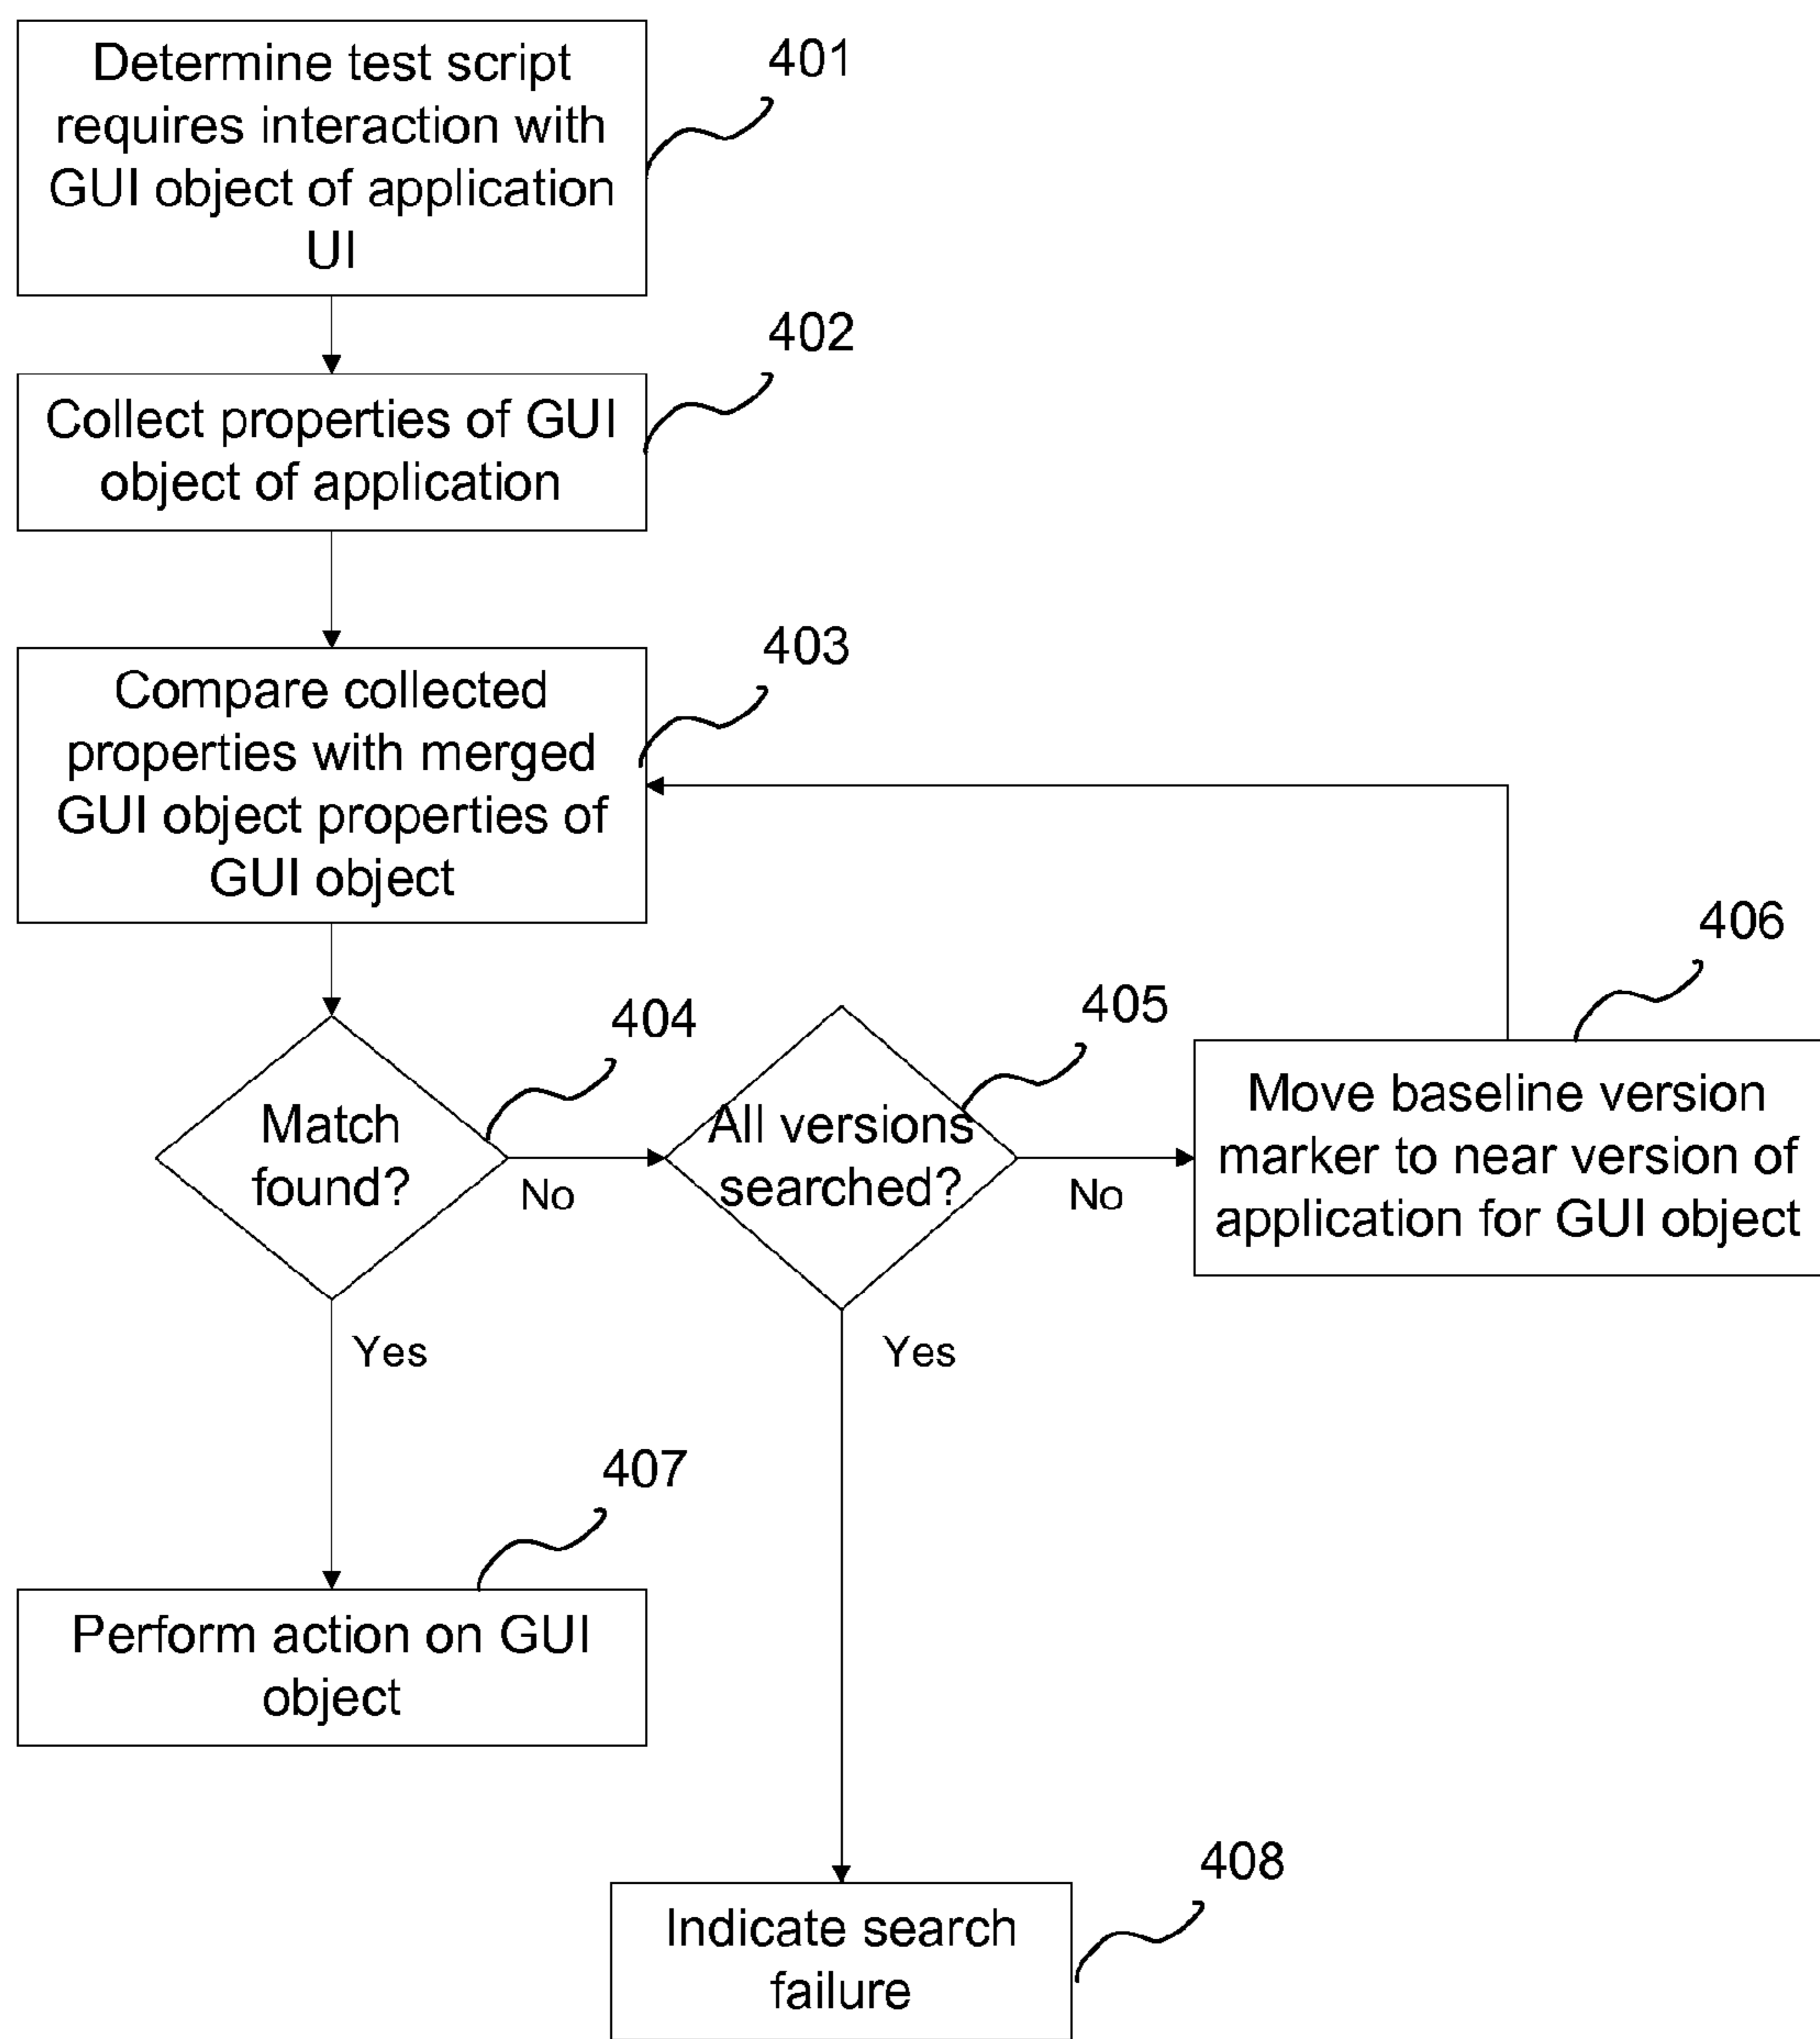 Determine test script
requires interaction with
GUI object of application
UI
401
Collect properties of GUI
object of application
402
Compare collected
properties with merged
GUI object properties of
GUI object
403
Match
found?
404
No
Yes
All versions
searched?
405
No
Yes
Move baseline version
marker to near version of
application for GUI object
406
Perform action on GUI
object
407
Indicate search
failure
408